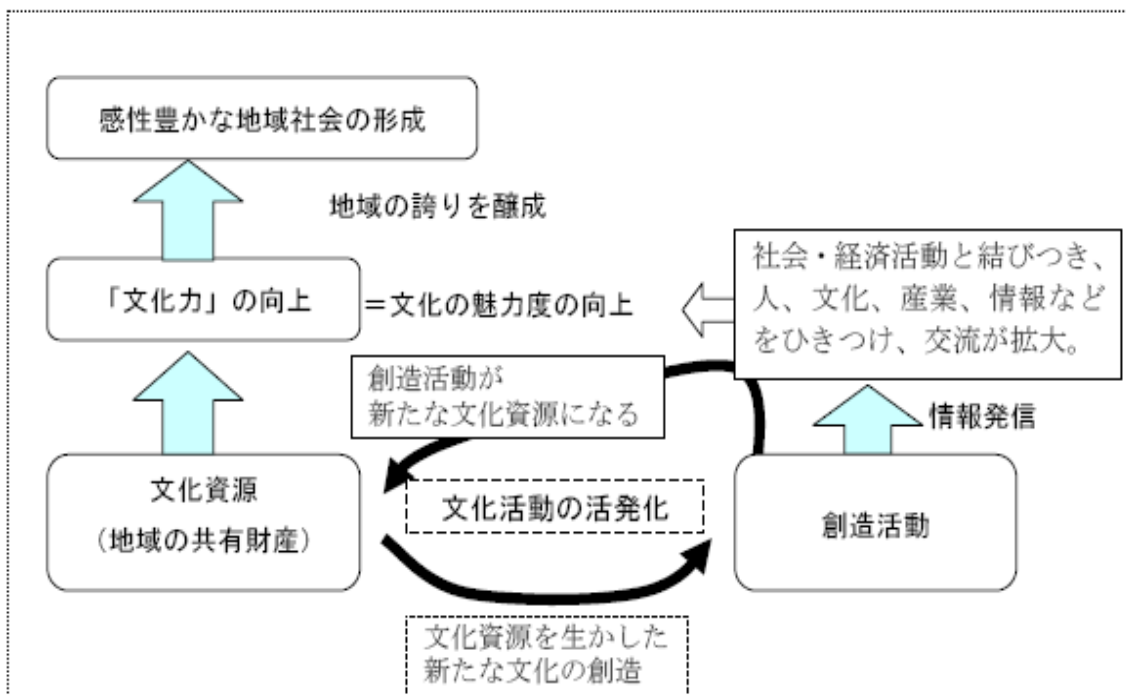 感性豊かな地域社会の形成
地域の誇りを醸成
「文化力」の向上
＝文化の魅力度の向上
社会・経済活動と結びつき、
人、文化、産業、情報など
をひきつけ、交流が拡大。
創造活動が
新たな文化資源になる
情報発信
文化資源
（地域の共有財産）
文化活動の活発化
創造活動
文化資源を生かした
新たな文化の創造